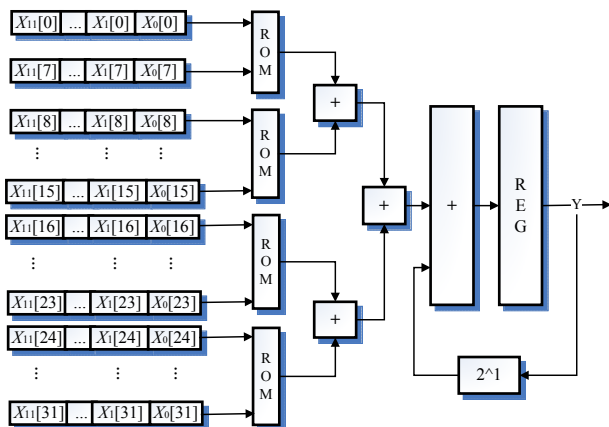 X11[0] ... X1[0] X0[0]
X11[7] ... X1[7] X0[7]
ROM
X11[8] ... X1[8] X0[8]
⋮ ⋮
X11[15] ... X1[15] X0[15]
ROM
+
X11[16] ... X1[16] X0[16]
⋮ ⋮
X11[23] ... X1[23] X0[23]
ROM
X11[24] ... X1[24] X0[24]
⋮ ⋮
X11[31] ... X1[31] X0[31]
ROM
+
+
+
REG
Y
2^1